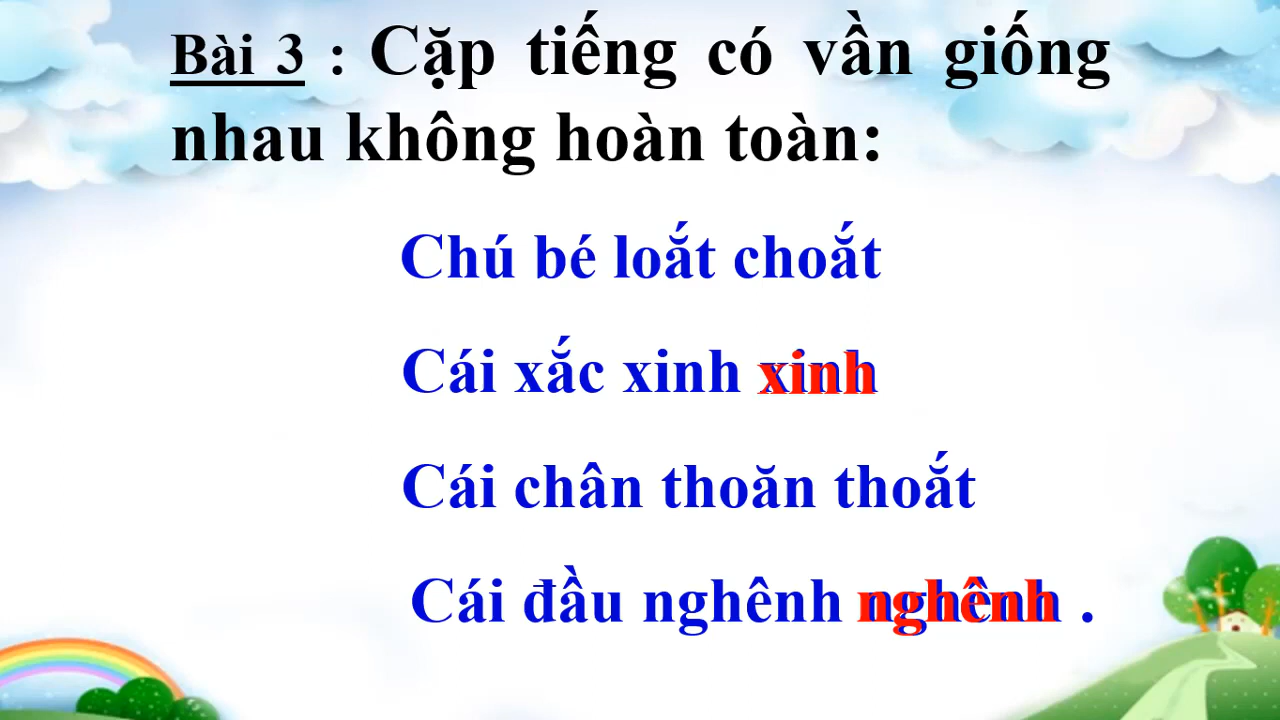 Bài 3 : Cặp tiếng có vần giống
nhau không hoàn toàn:
Chú bé loắt choắt
Cái xắc xinh xinh
Cái chân thoăn thoắt
Cái đầu nghênh nghênh .